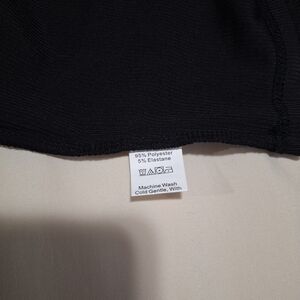 95% Polyester
5% Elastane
Machine Wash
Cold Gentle, With